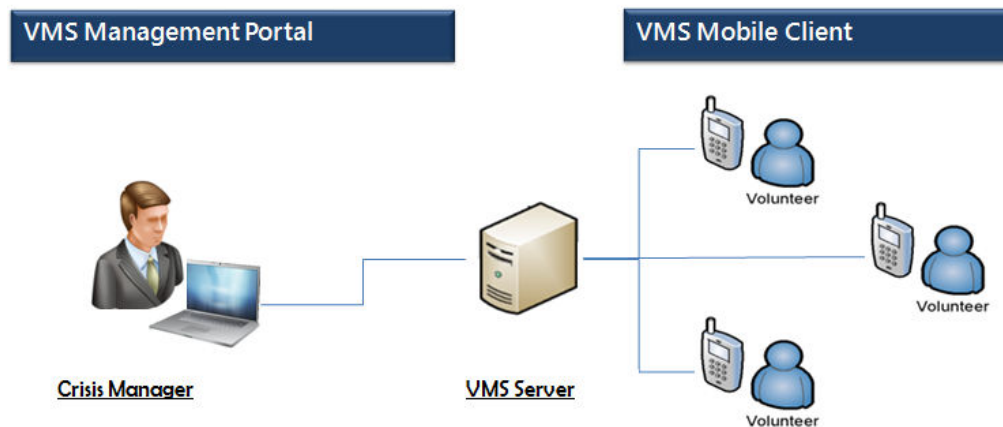 VMS Management Portal
VMS Mobile Client
Volunteer
Volunteer
Volunteer
Crisis Manager
VMS Server